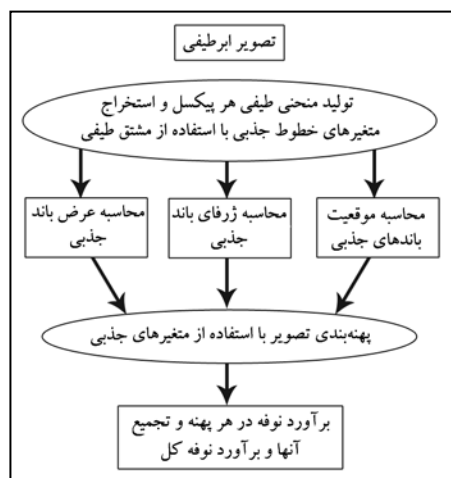 تصویر ابرطیفی
تولید منحنی طیفی هر پیکسل و استخراج
متغیرهای خطوط جذبی با استفاده از مشتق طیفی
محاسبه موقعیت
باندهای جذبی
محاسبه ژرفای باند
جذبی
محاسبه عرض باند
جذبی
پهنه‌بندی تصویر با استفاده از متغیرهای جذبی
برآورد نوفه در هر پهنه و تجمیع
آنها و برآورد نوفه کل